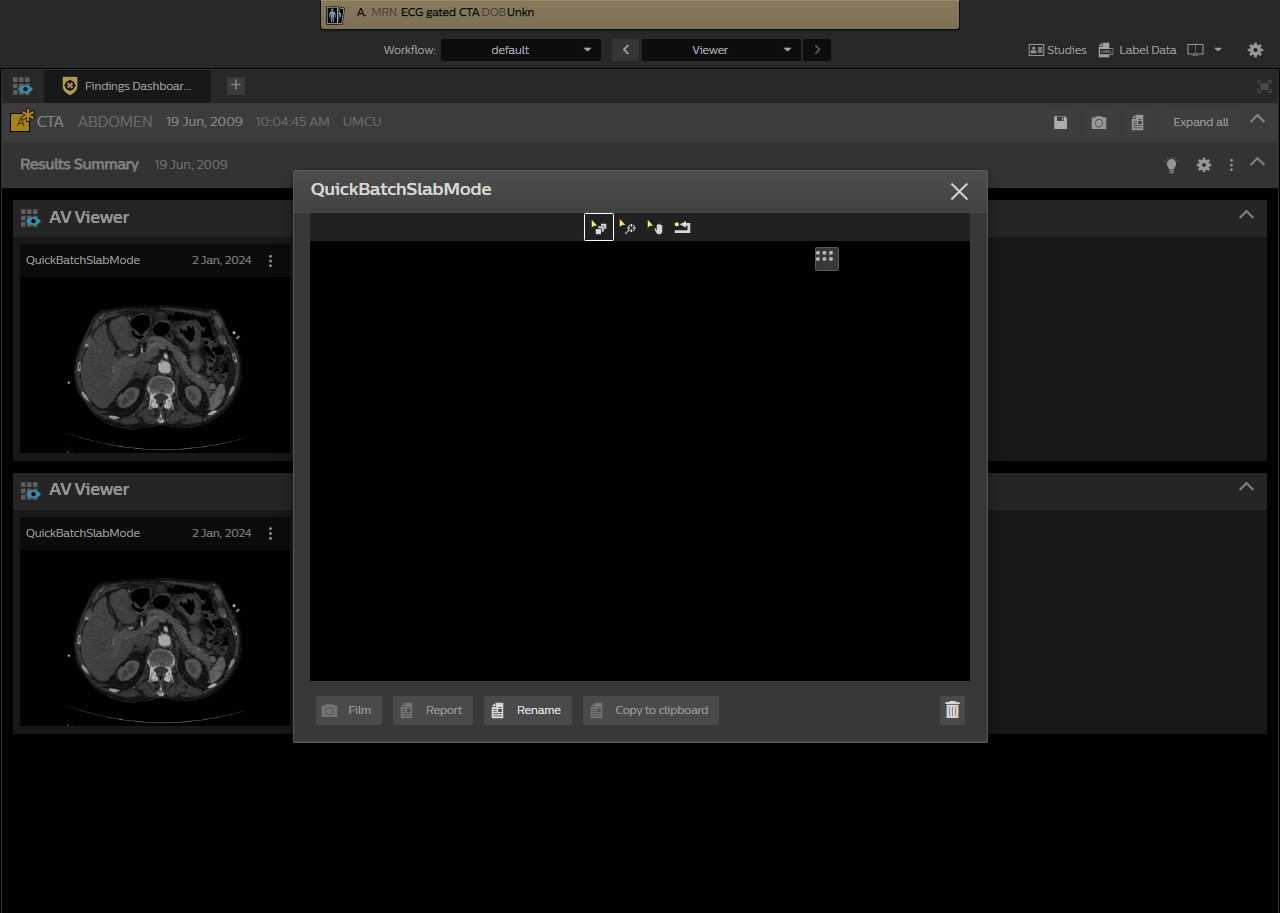 A. MRN ECG gated CTA DOB Unkn
Workflow: default Viewer Studies Label Data
Findings Dashboar...
CTA ABDOMEN 19 Jun, 2009 10:04:45 AM UMCU Expand all
Results Summary 19 Jun, 2009
QuickBatchSlabMode
AV Viewer
QuickBatchSlabMode 2 Jan, 2024
AV Viewer
QuickBatchSlabMode 2 Jan, 2024
Film Report Rename Copy to clipboard